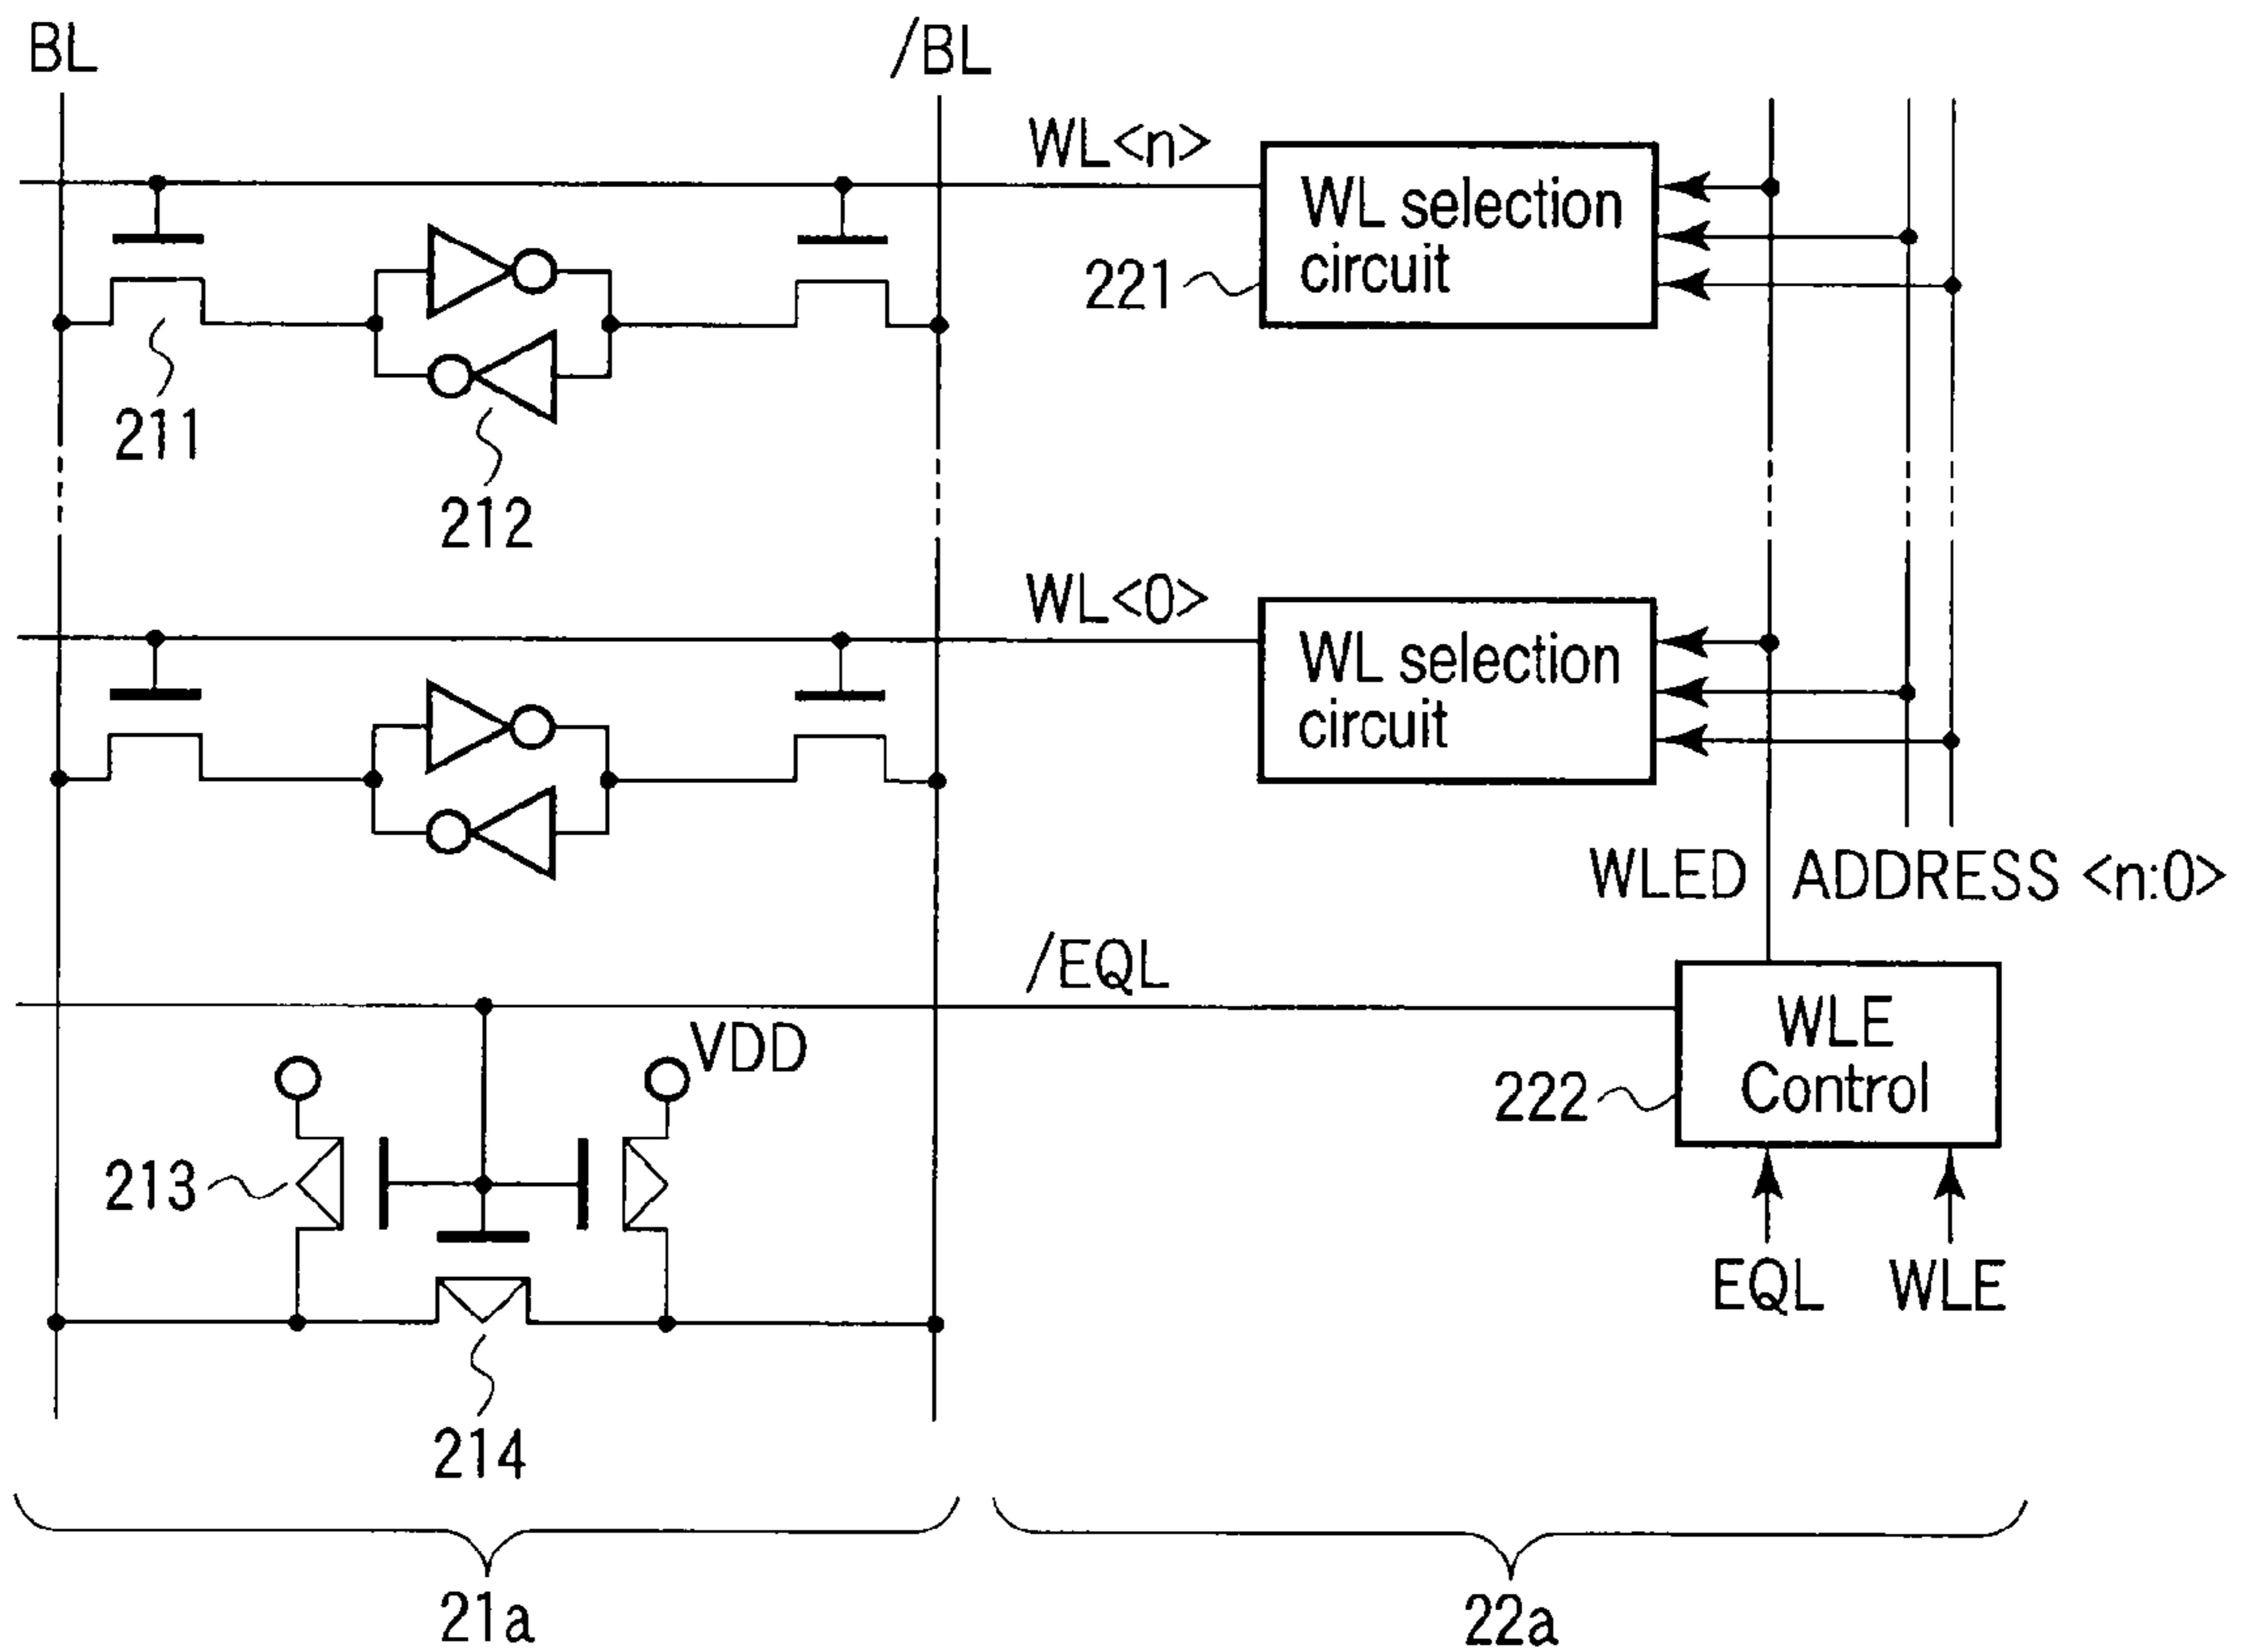 BL
/BL
WL<n>
WL selection
circuit
221
211
212
WL<0>
WL selection
circuit
WLED
ADDRESS <n:0>
/EQL
VDD
WLE
Control
222
213
EQL
WLE
214
21a
22a